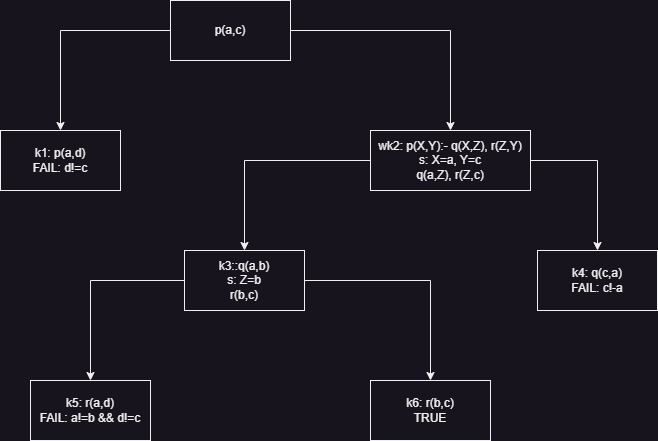 p(a,c)
k1: p(a,d)
FAIL: d!=c
wk2: p(X,Y):- q(X,Z), r(Z,Y)
s: X=a, Y=c
q(a,Z), r(Z,c)
k3::q(a,b)
s: Z=b
r(b,c)
k4: q(c,a)
FAIL: c!-a
k5: r(a,d)
FAIL: a!=b && d!=c
k6: r(b,c)
TRUE